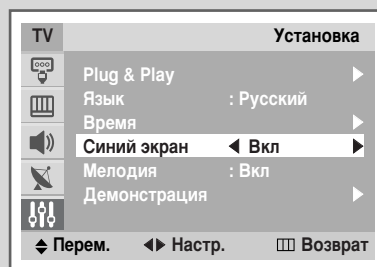 TV Установка
Plug & Play
Язык : Русский
Время
Синий экран Вкл
Мелодия : Вкл
Демонстрация
Перем. Настр. Возврат